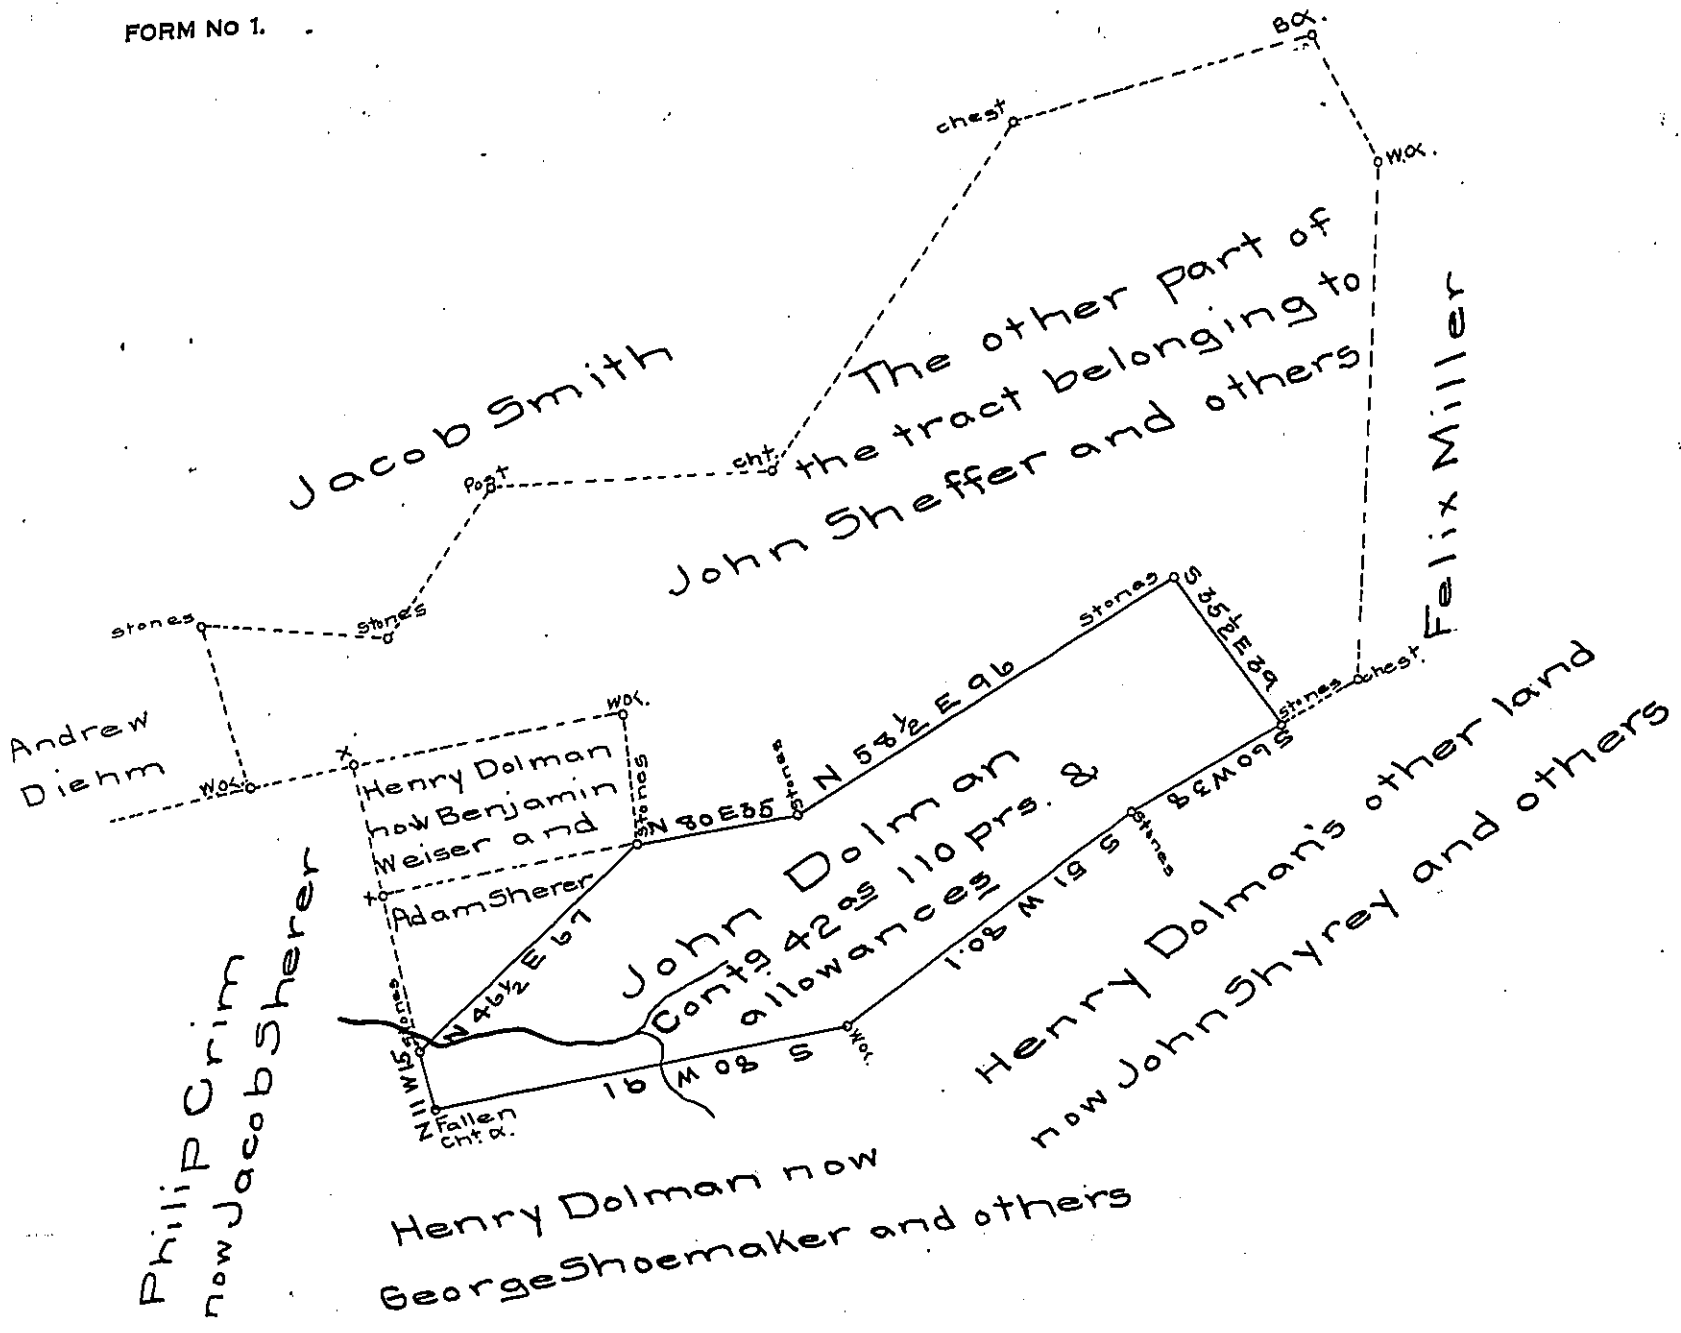 FORM No 1.
BO.
chest
W.O.
The other part of
the tract belonging to
John Sheffer and others
Jacob Smith
Felix Miller
Post
cht.
stones
stones
stones
S 35½ E 39
N 58½ E 96
stones
chest.
Andrew
Diehm
W.O.
x
W.O.
Henry Dolman
now Benjamin
Weiser and
Adam Sherer
x
stones
N 80 E 35
Stones
S 60 W 38
Stones
John Dolman
Contg 42 as 110 prs. &
allowances
S 51 W 80.1
N 46½ E 67
stones
N 11 W 15
Fallen
Cht. O.
S 80 W 91
W.O.
Henry Dolman's other land
now John Shyrey and others
Philip Crim
now Jacob Sherer
Henry Dolman now
George Shoemaker and others